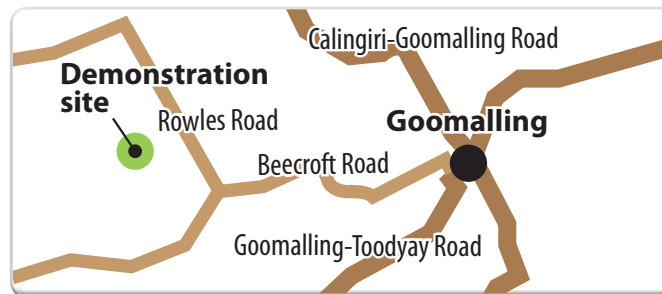 Calingiri-Goomalling Road
Demonstration
site
Rowles Road
Goomalling
Beecroft Road
Goomalling-Toodyay Road